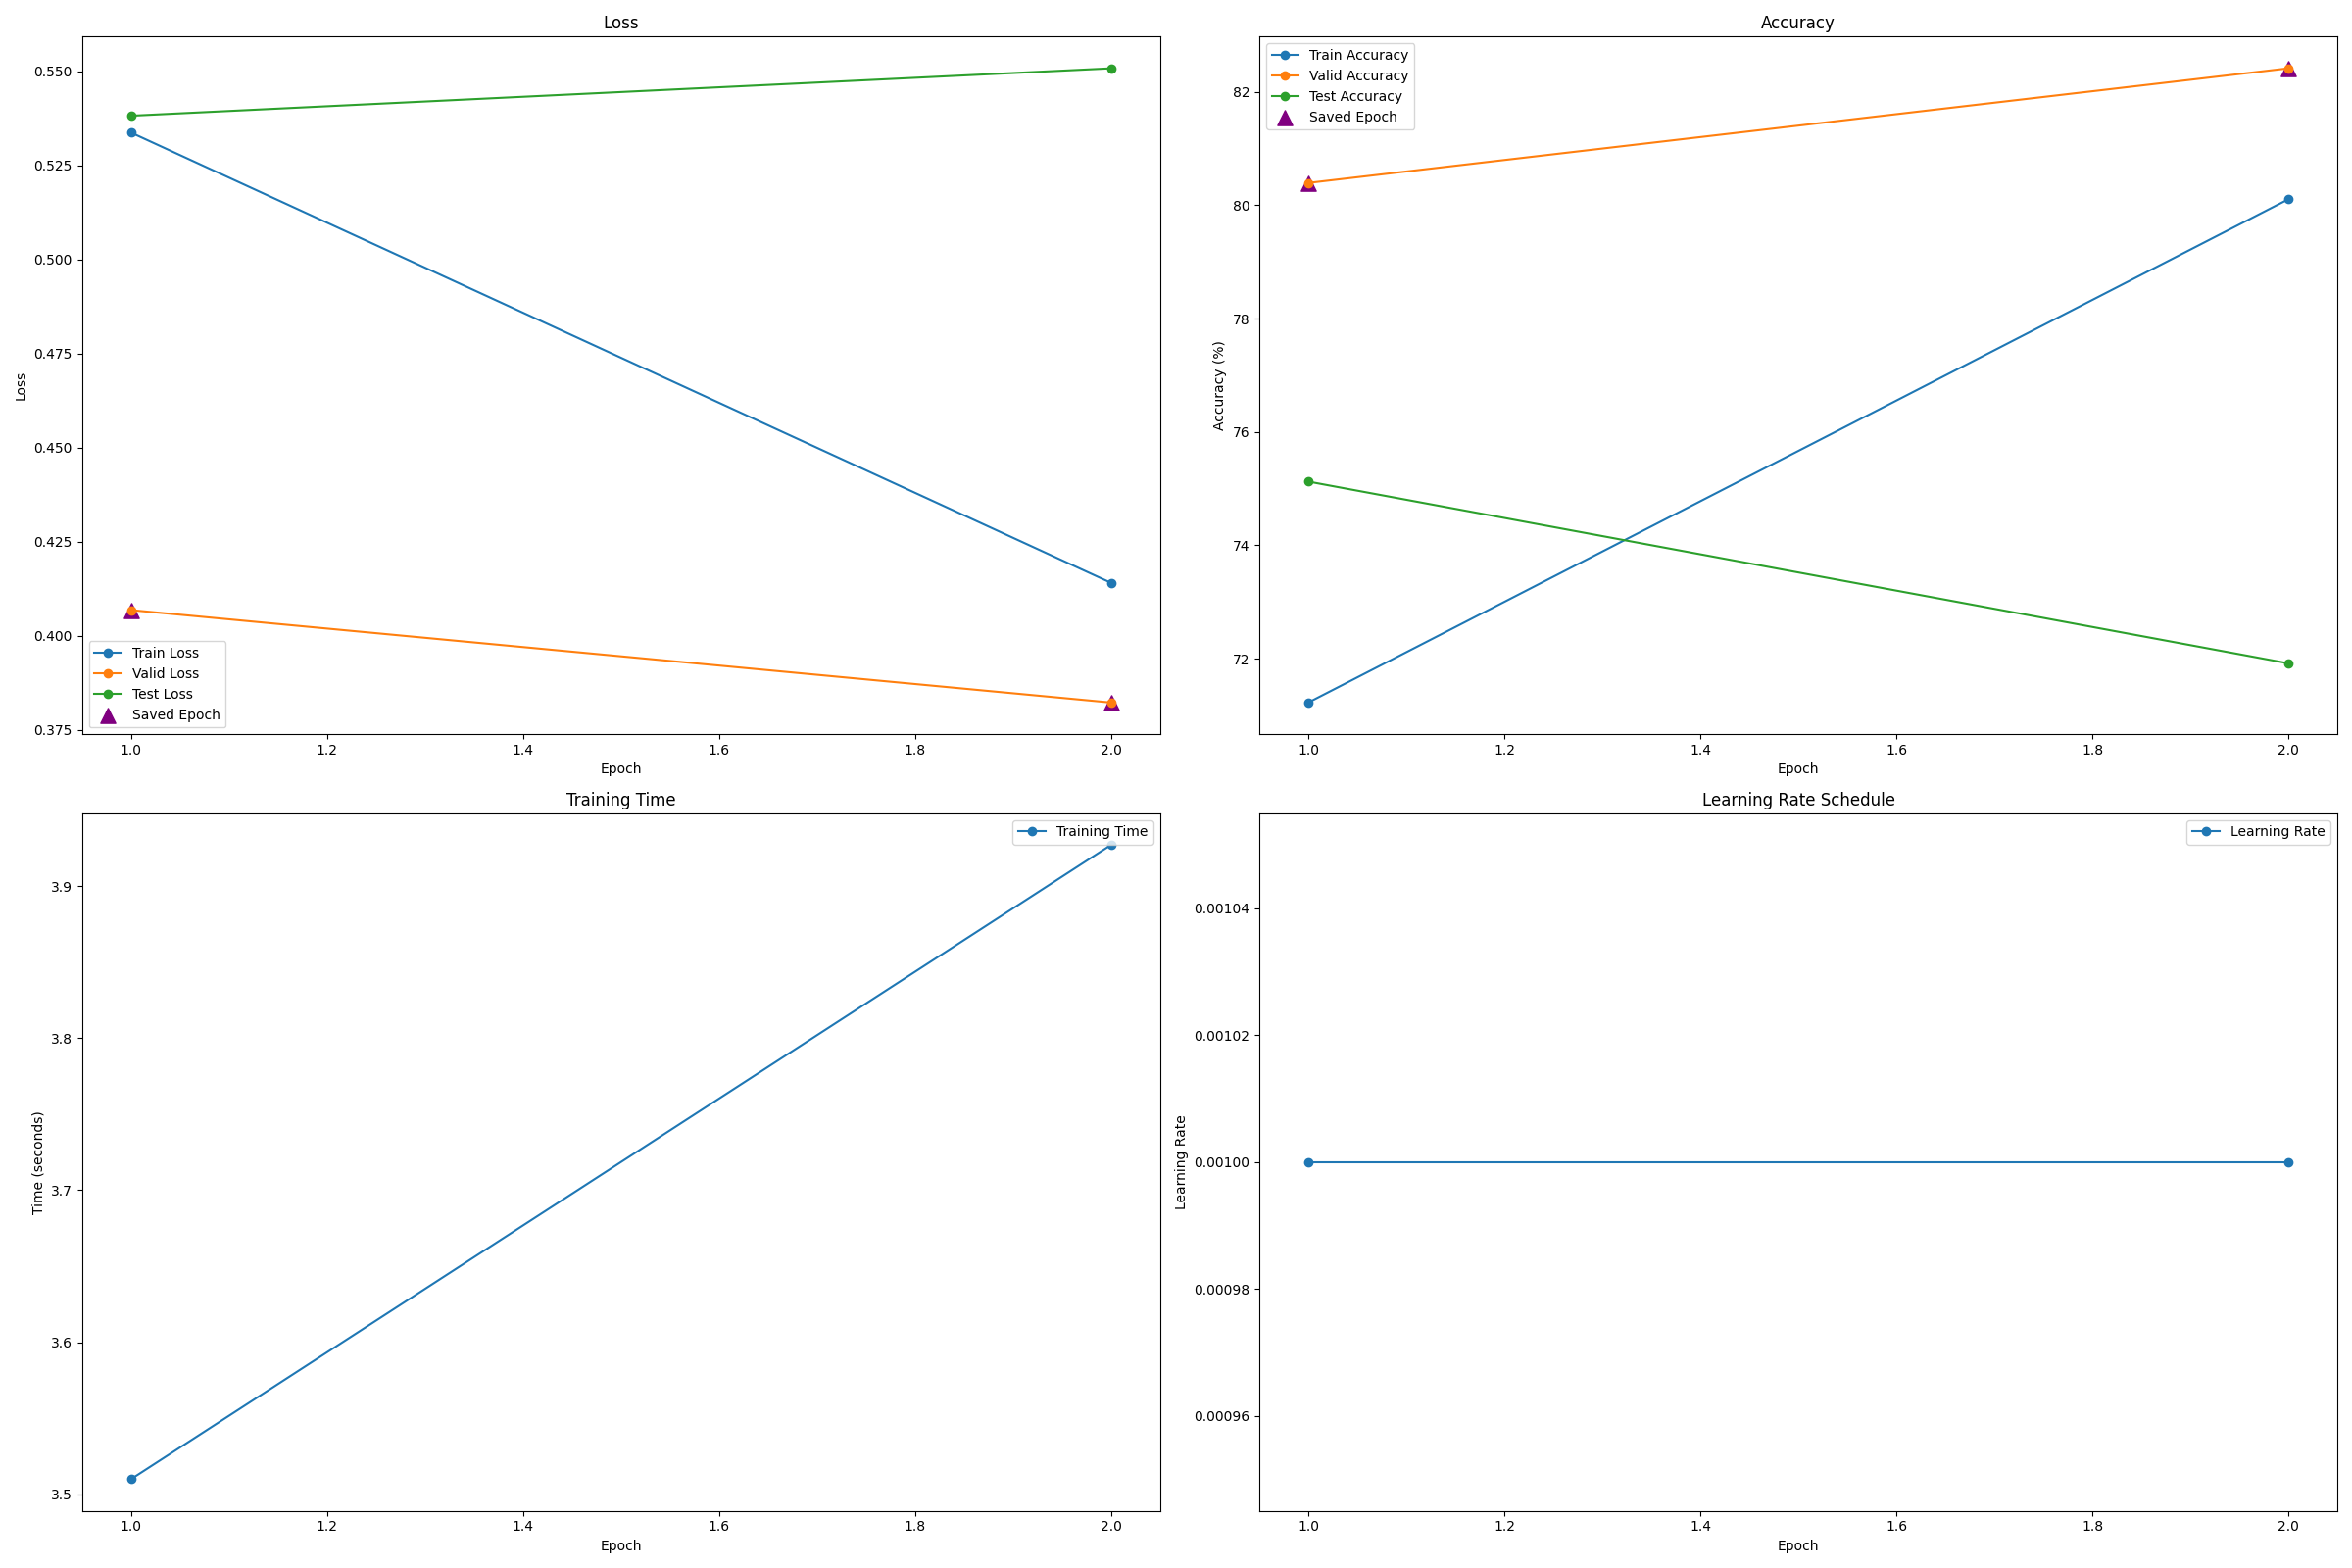 Loss
0.550
0.525
0.500
0.475
0.450
0.425
0.400
0.375
Loss
Train Loss
Valid Loss
Test Loss
Saved Epoch
1.0 1.2 1.4 1.6 1.8 2.0
Epoch
Accuracy
Train Accuracy
Valid Accuracy
Test Accuracy
Saved Epoch
82
80
78
76
74
72
Accuracy (%)
1.0 1.2 1.4 1.6 1.8 2.0
Epoch
Training Time
Training Time
3.9
3.8
3.7
3.6
3.5
Time (seconds)
1.0 1.2 1.4 1.6 1.8 2.0
Epoch
Learning Rate Schedule
Learning Rate
0.00104
0.00102
0.00100
0.00098
0.00096
Learning Rate
1.0 1.2 1.4 1.6 1.8 2.0
Epoch